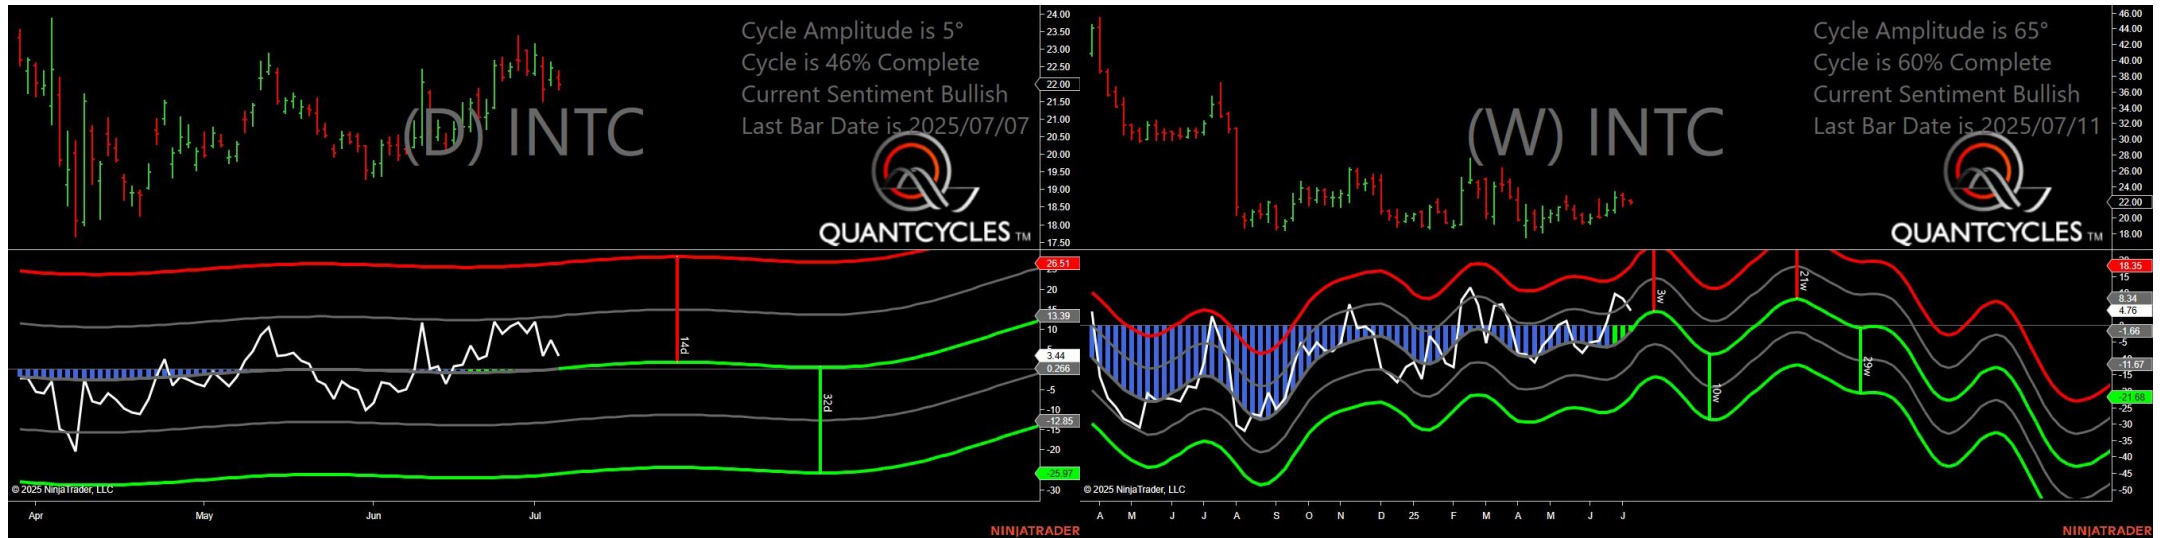 Cycle Amplitude is 5°
Cycle is 46% Complete
Current Sentiment Bullish
Last Bar Date is 2025/07/07
(D) INTC
QUANTCYCLES TM
24.00
23.50
23.00
22.50
22.00
21.50
21.00
20.50
20.00
19.50
19.00
18.50
18.00
17.50
26.51
20
15
13.39
10
5
3.44
0.266
-5
-10
-12.85
-15
-20
-25.97
-30
14d
32d
© 2025 NinjaTrader, LLC
Apr May Jun Jul
NINJATRADER
Cycle Amplitude is 65°
Cycle is 60% Complete
Current Sentiment Bullish
Last Bar Date is 2025/07/11
(W) INTC
QUANTCYCLES TM
46.00
44.00
42.00
40.00
38.00
36.00
34.00
32.00
30.00
28.00
26.00
24.00
22.00
20.00
18.00
18.35
15
8.34
4.76
-1.66
-5
-11.67
-15
-21.68
-25
-30
-35
-40
-45
-50
3w
10w
21w
29w
© 2025 NinjaTrader, LLC
A M J J A S O N D 25 F M A M J J
NINJATRADER